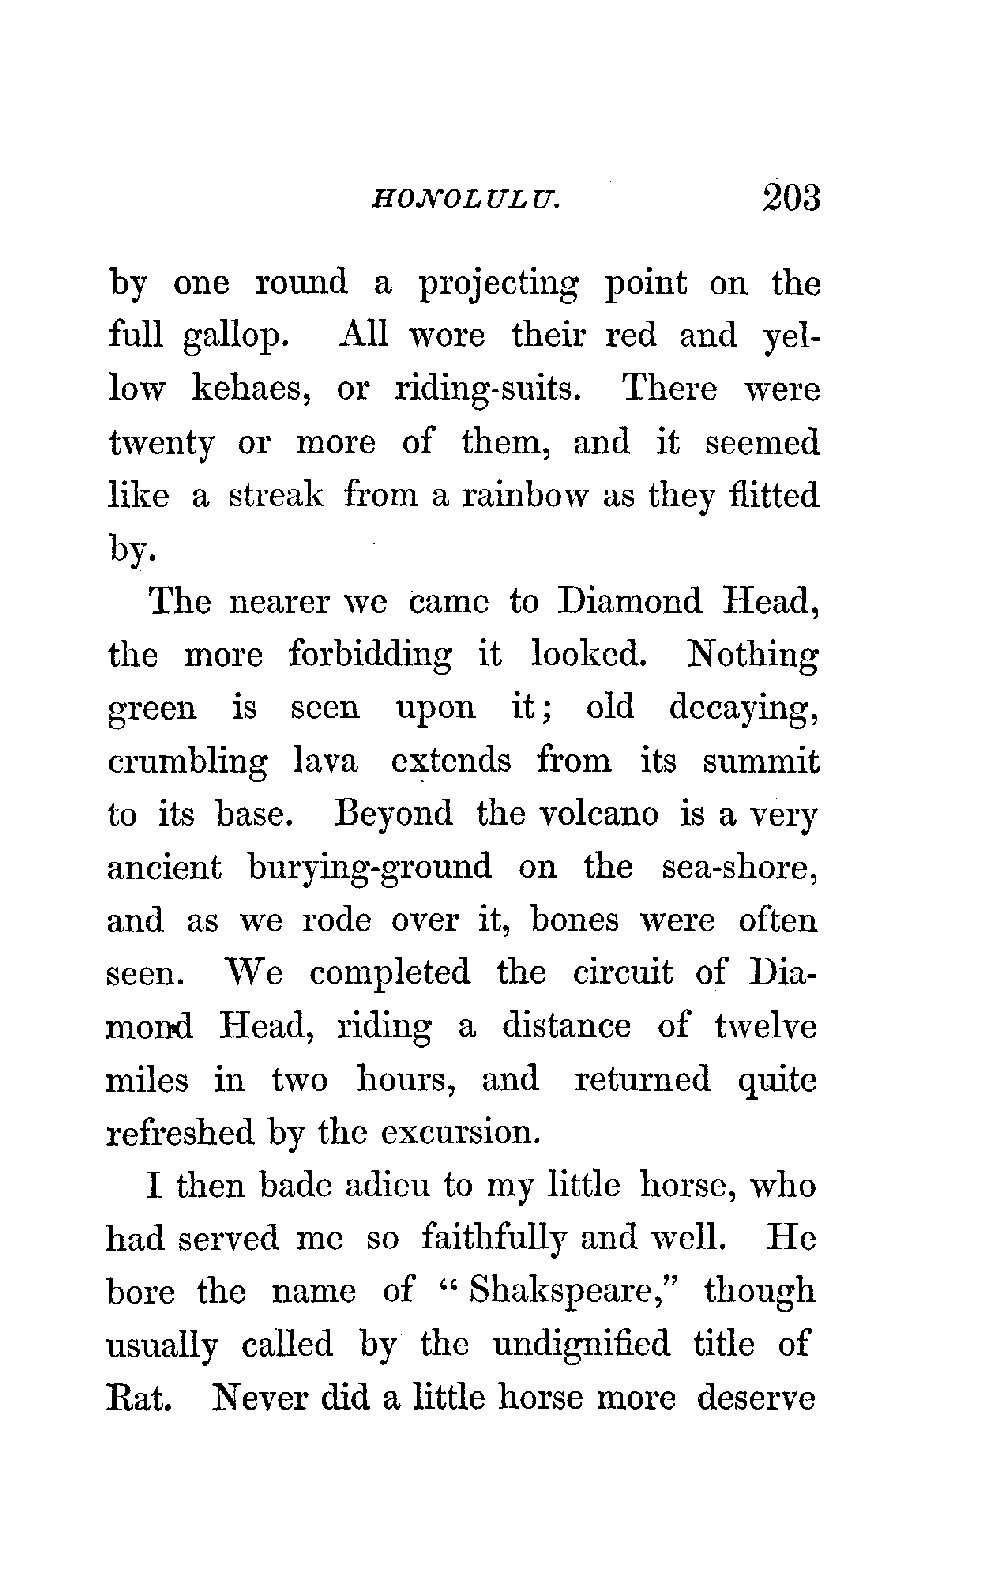 HONOLULU. 203
by one round a projecting point on the
full gallop. All wore their red and yel-
low kehaes, or riding-suits. There were
twenty or more of them, and it seemed
like a streak from a rainbow as they flitted
by.
The nearer we came to Diamond Head,
the more forbidding it looked. Nothing
green is seen upon it; old decaying,
crumbling lava extends from its summit
to its base. Beyond the volcano is a very
ancient burying-ground on the sea-shore,
and as we rode over it, bones were often
seen. We completed the circuit of Dia-
mond Head, riding a distance of twelve
miles in two hours, and returned quite
refreshed by the excursion.
I then bade adieu to my little horse, who
had served me so faithfully and well. He
bore the name of “Shakspeare,” though
usually called by the undignified title of
Rat. Never did a little horse more deserve